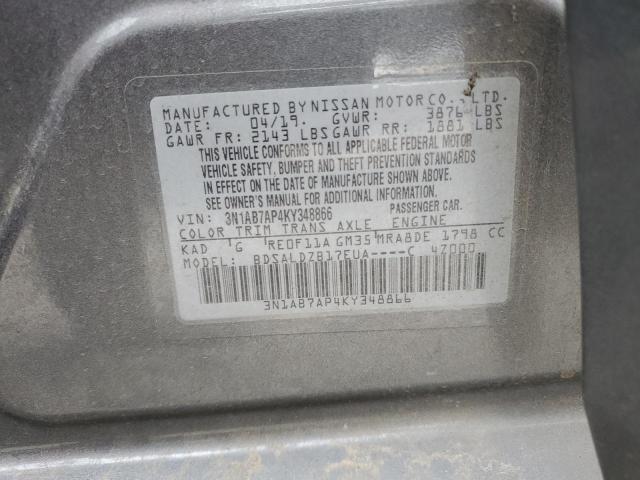 MANUFACTURED BY NISSAN MOTOR CO., LTD.
DATE: 04/19. GVWR: 3876 LBS
GAWR FR: 2143 LBS GAWR RR: 1881 LBS
THIS VEHICLE CONFORMS TO ALL APPLICABLE FEDERAL MOTOR
VEHICLE SAFETY, BUMPER AND THEFT PREVENTION STANDARDS
IN EFFECT ON THE DATE OF MANUFACTURE SHOWN ABOVE.
SEE OWNER'S MANUAL FOR ADDITIONAL INFORMATION.
VIN: 3N1AB7AP4KY348866 PASSENGER CAR.
COLOR TRIM TRANS AXLE ENGINE
KAD G RE0F11A GM35 MRA8DE 1798 CC
MODEL: BDSALDZB17EUA----C 47000
3N1AB7AP4KY348866